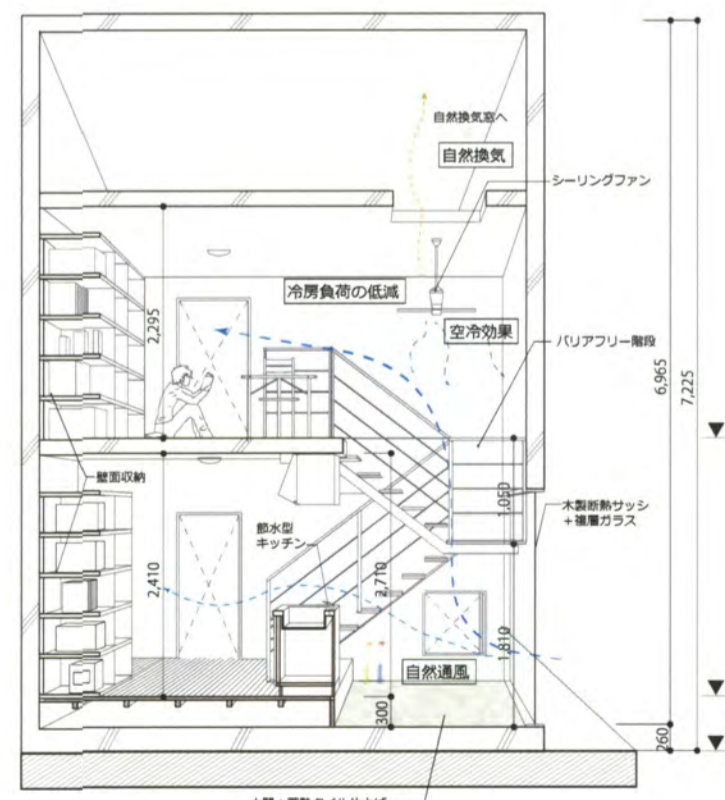 自然換気窓へ
自然換気
シーリングファン
冷房負荷の低減
空冷効果
バリアフリー階段
2,295
6,965
7,225
壁面収納
1,050
木製断熱サッシ
+複層ガラス
節水型
キッチン
2,410
2,710
1,810
自然通風
300
260